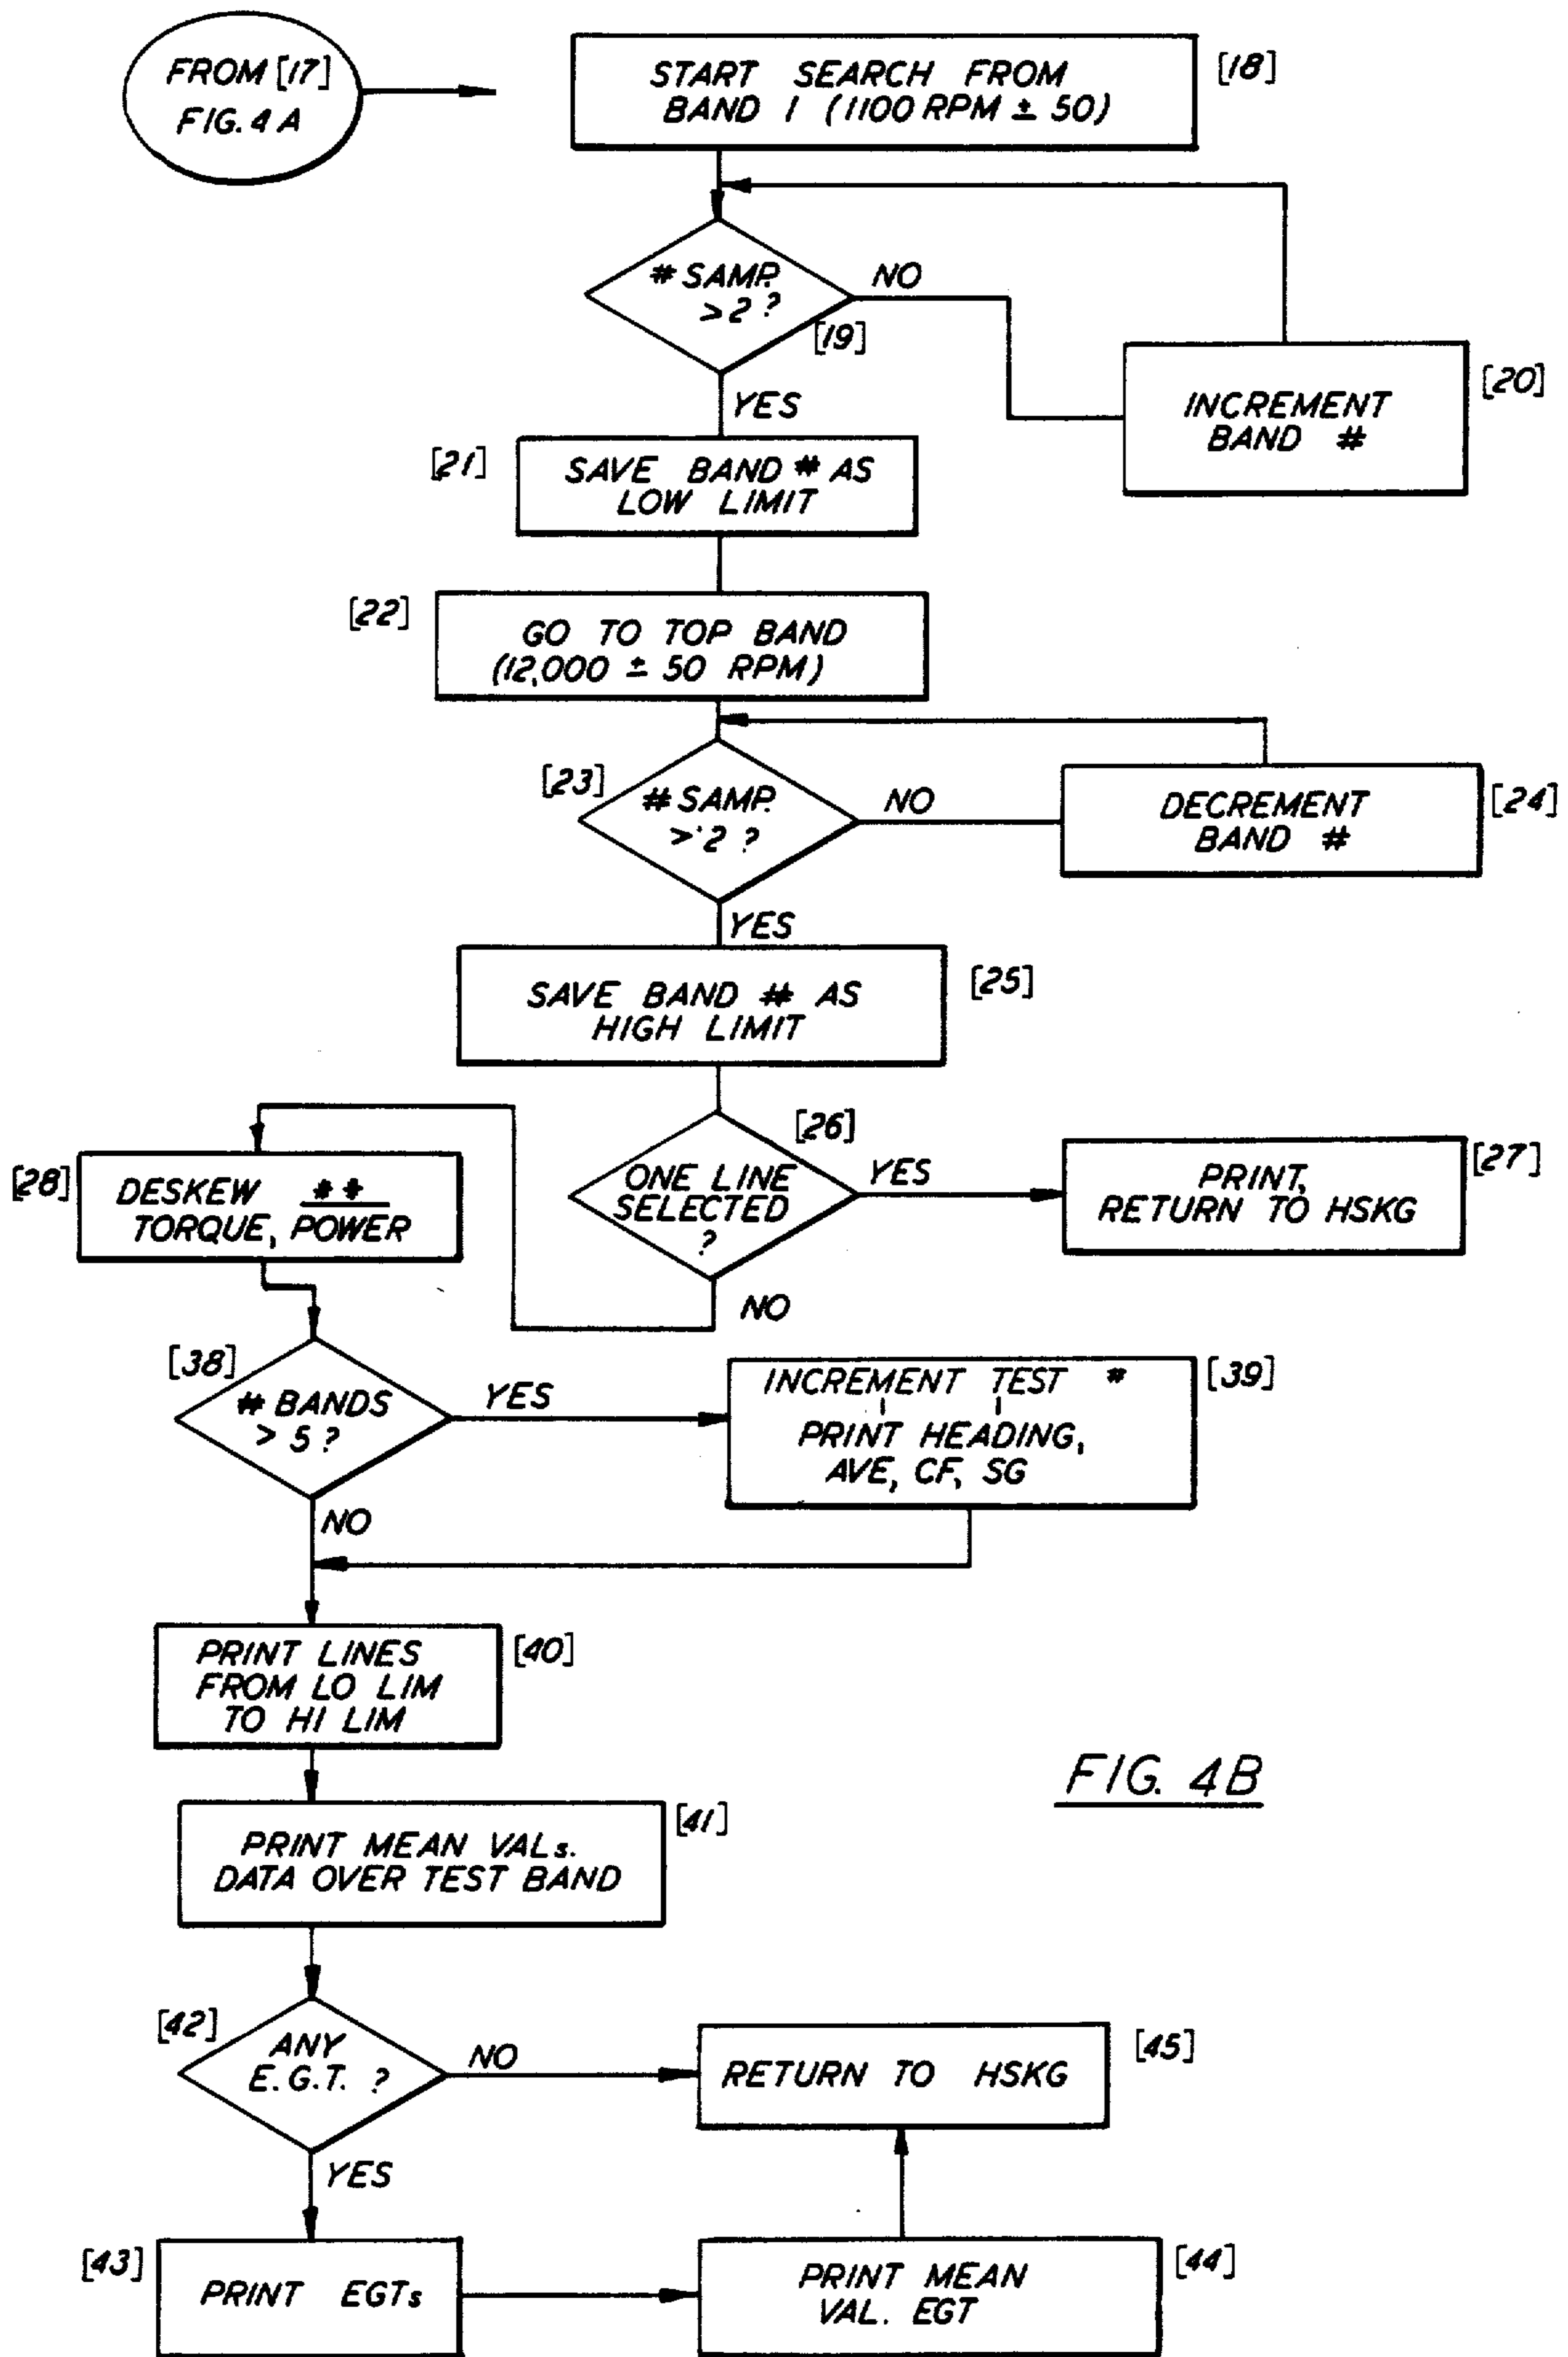 FROM [17]
FIG. 4A
START SEARCH FROM
BAND 1 (1100 RPM ± 50)
[18]
# SAMP.
> 2 ?
[19]
NO
INCREMENT
BAND #
[20]
YES
[21]
SAVE BAND # AS
LOW LIMIT
[22]
GO TO TOP BAND
(12,000 ± 50 RPM)
[23]
# SAMP.
> 2 ?
NO
DECREMENT
BAND #
[24]
YES
SAVE BAND # AS
HIGH LIMIT
[25]
[26]
ONE LINE
SELECTED
?
YES
PRINT,
RETURN TO HSKG
[27]
NO
[28]
DESKEW **
TORQUE, POWER
[38]
# BANDS
> 5 ?
YES
INCREMENT TEST #
PRINT HEADING,
AVE, CF, SG
[39]
NO
PRINT LINES
FROM LO LIM
TO HI LIM
[40]
FIG. 4B
PRINT MEAN VALs.
DATA OVER TEST BAND
[41]
[42]
ANY
E.G.T. ?
NO
RETURN TO HSKG
[45]
YES
[43]
PRINT EGTs
PRINT MEAN
VAL. EGT
[44]